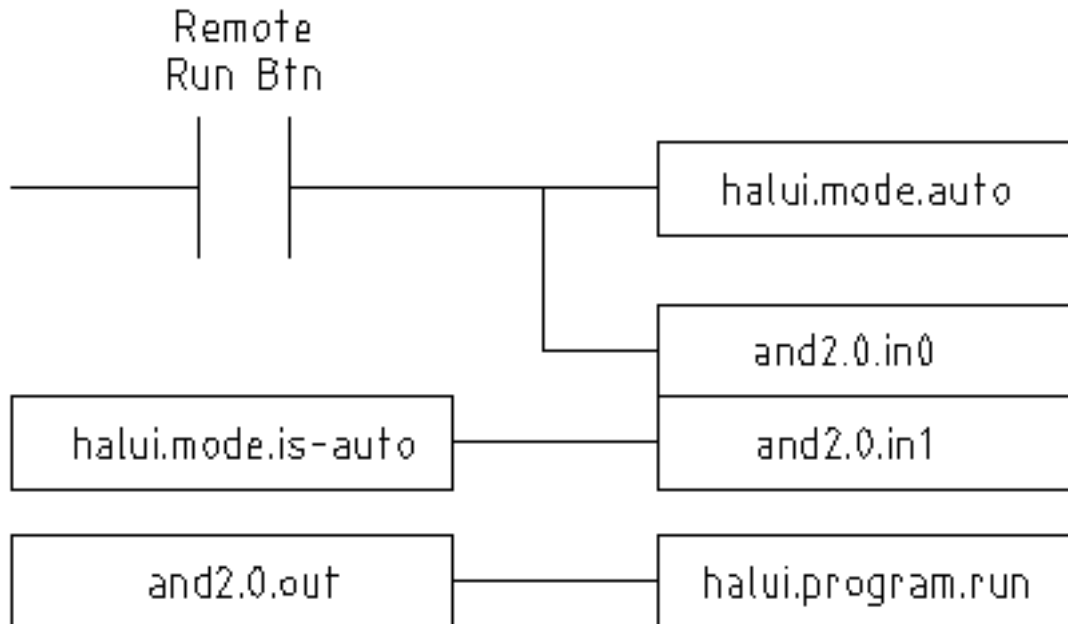 Remote
Run Btn
halui.mode.auto
and2.0.in0
halui.mode.is-auto
and2.0.in1
and2.0.out
halui.program.run